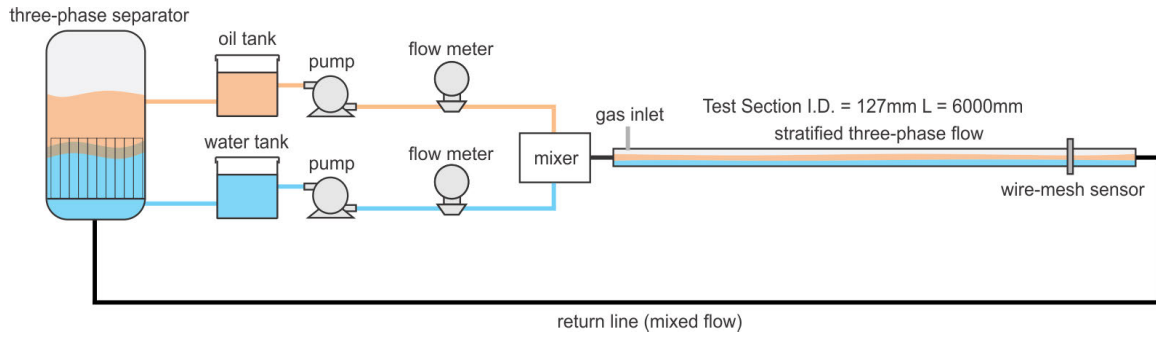 three-phase separator
oil tank
pump
flow meter
water tank
pump
flow meter
mixer
gas inlet
Test Section I.D. = 127mm L = 6000mm
stratified three-phase flow
wire-mesh sensor
return line (mixed flow)